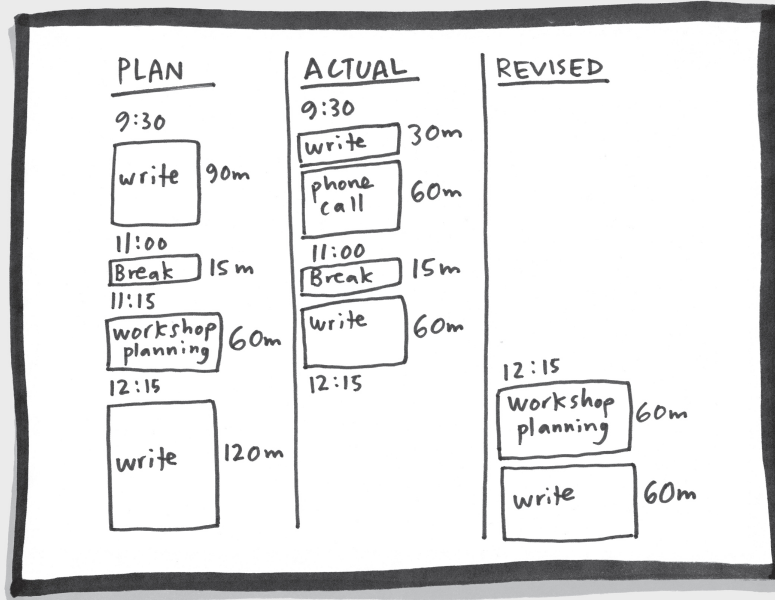 PLAN
9:30
write 90m
11:00
Break 15m
11:15
workshop
planning 60m
12:15
write 120m
ACTUAL
9:30
write 30m
phone
call 60m
11:00
Break 15m
write 60m
12:15
REVISED
12:15
Workshop
planning 60m
write 60m